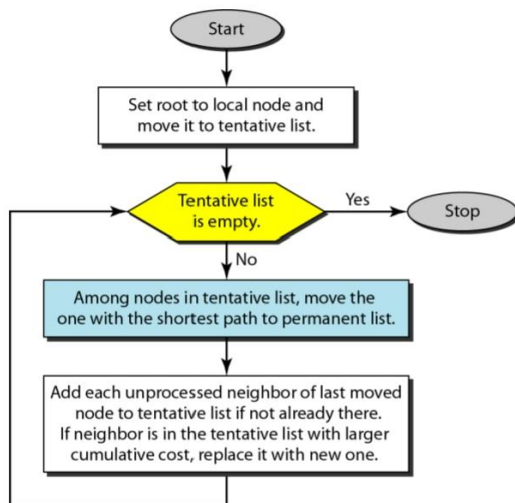 Start
Set root to local node and
move it to tentative list.
Tentative list
is empty.
Yes
Stop
No
Among nodes in tentative list, move the
one with the shortest path to permanent list.
Add each unprocessed neighbor of last moved
node to tentative list if not already there.
If neighbor is in the tentative list with larger
cumulative cost, replace it with new one.